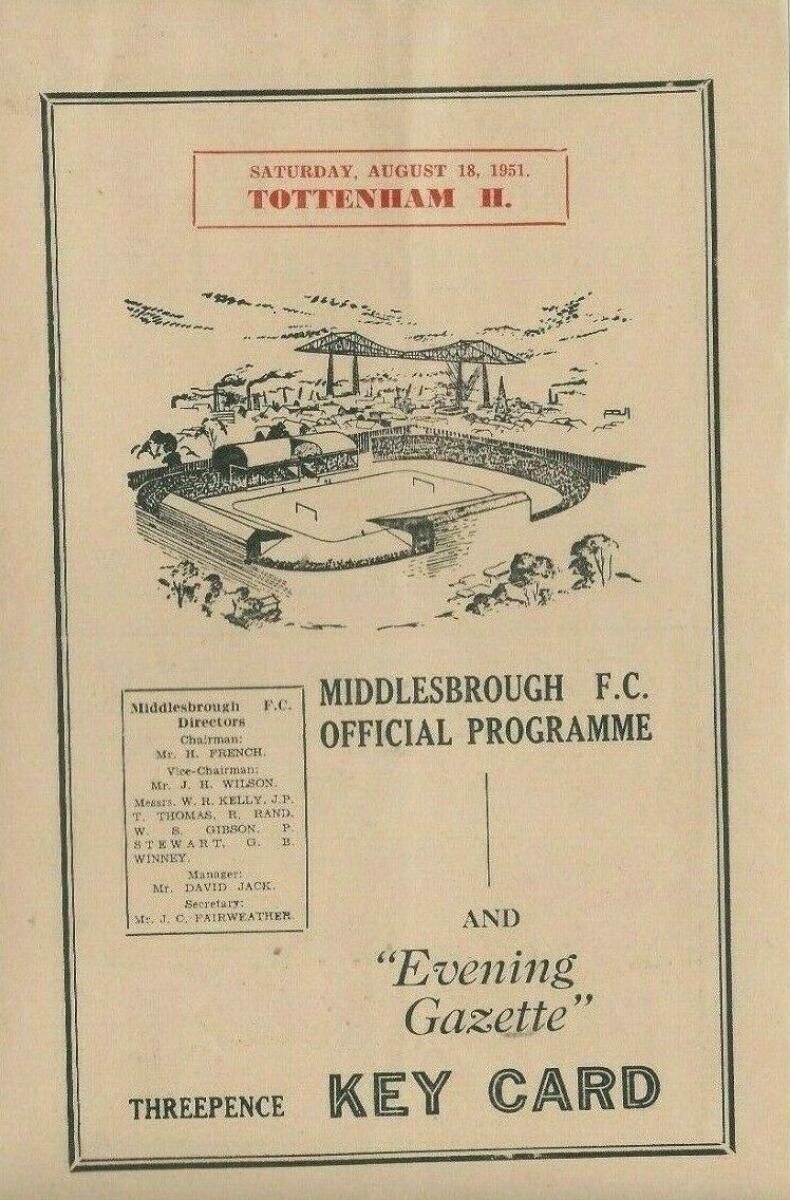 SATURDAY, AUGUST 18, 1951.
TOTTENHAM H.
Middlesbrough F.C.
Directors
Chairman:
Mr. H. FRENCH.
Vice-Chairman:
Mr. J. H. WILSON.
Messrs. W. R. KELLY, J.P.
T. THOMAS, R. RAND,
W. S. GIBSON, P.
STEWART, G. B.
WINNEY.
Manager:
Mr. DAVID JACK.
Secretary:
Mr. J. C. FAIRWEATHER.
MIDDLESBROUGH F.C.
OFFICIAL PROGRAMME
AND
"Evening
Gazette"
THREEPENCE KEY CARD